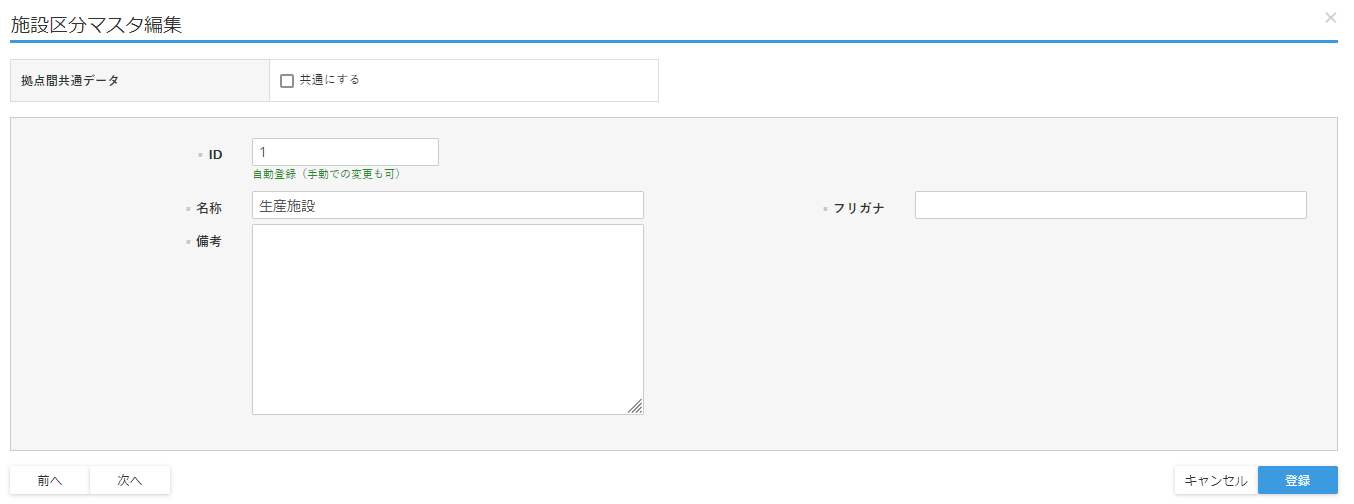 施設区分マスタ編集
×
拠点間共通データ
共通にする
ID
1
自動登録（手動での変更も可）
名称
生産施設
フリガナ
備考
前へ
次へ
キャンセル
登録